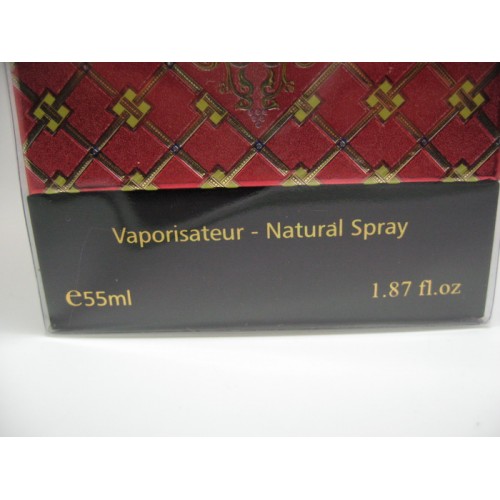 Vaporisateur - Natural Spray
℮55ml 1.87 fl.oz